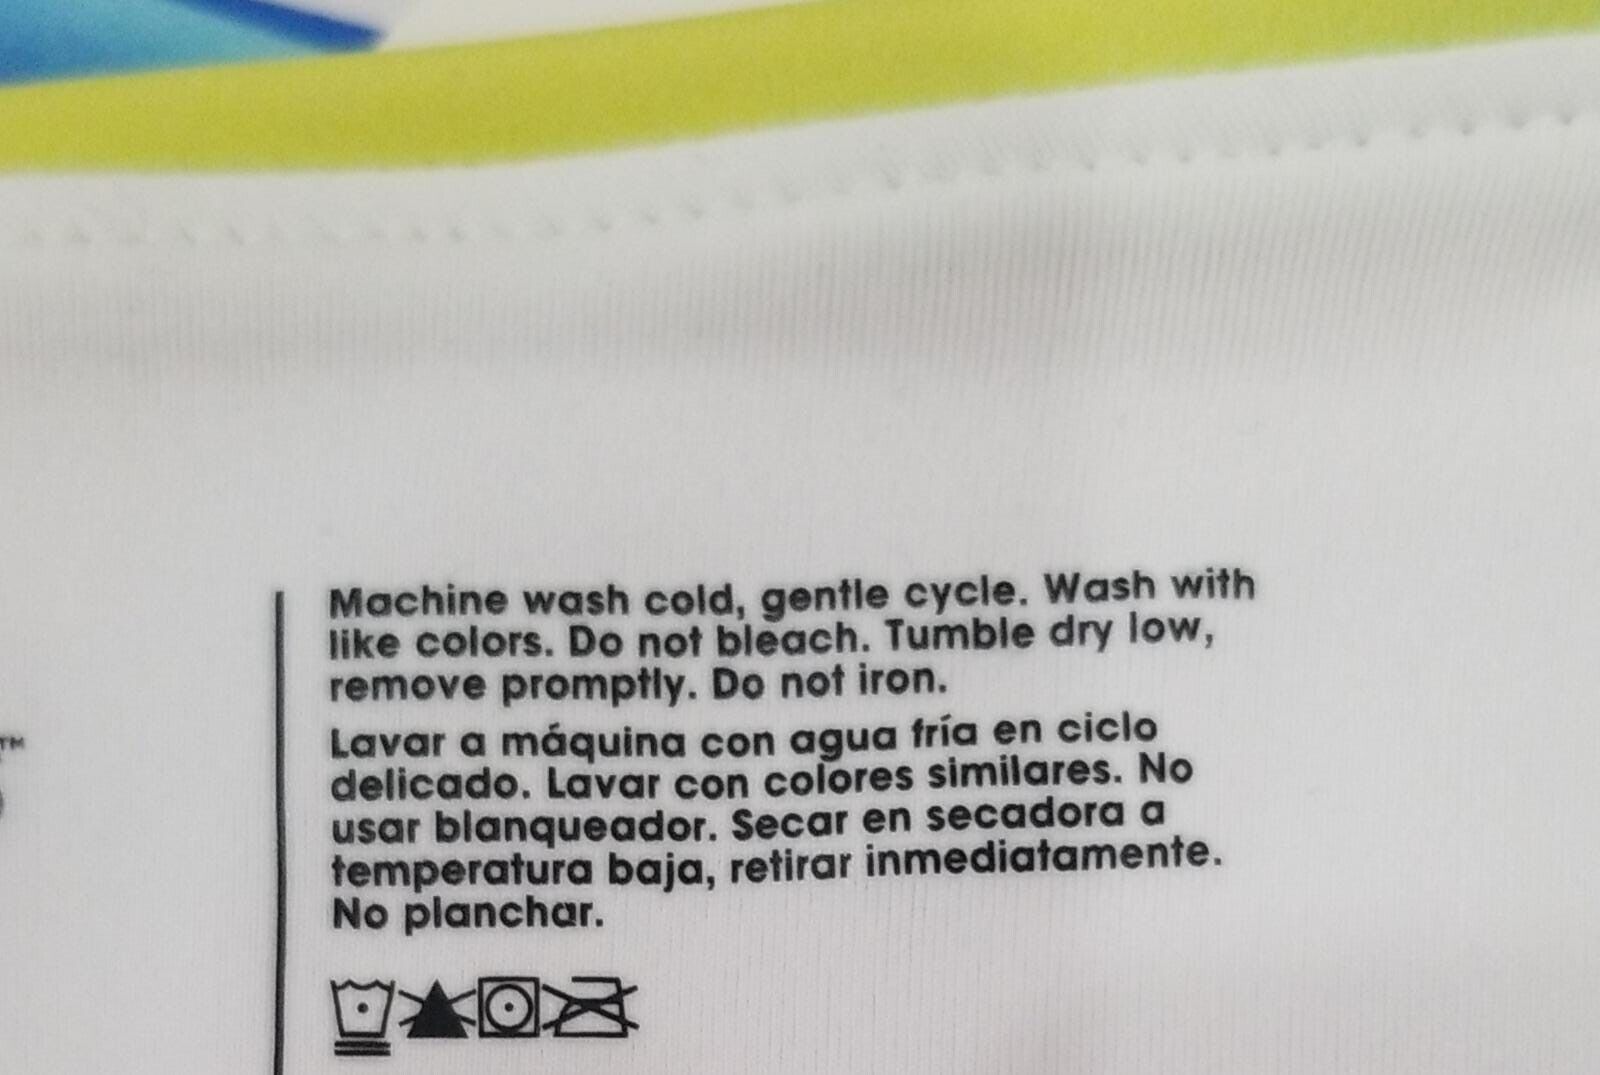 Machine wash cold, gentle cycle. Wash with
like colors. Do not bleach. Tumble dry low,
remove promptly. Do not iron.
Lavar a máquina con agua fría en ciclo
delicado. Lavar con colores similares. No
usar blanqueador. Secar en secadora a
temperatura baja, retirar inmediatamente.
No planchar.
™